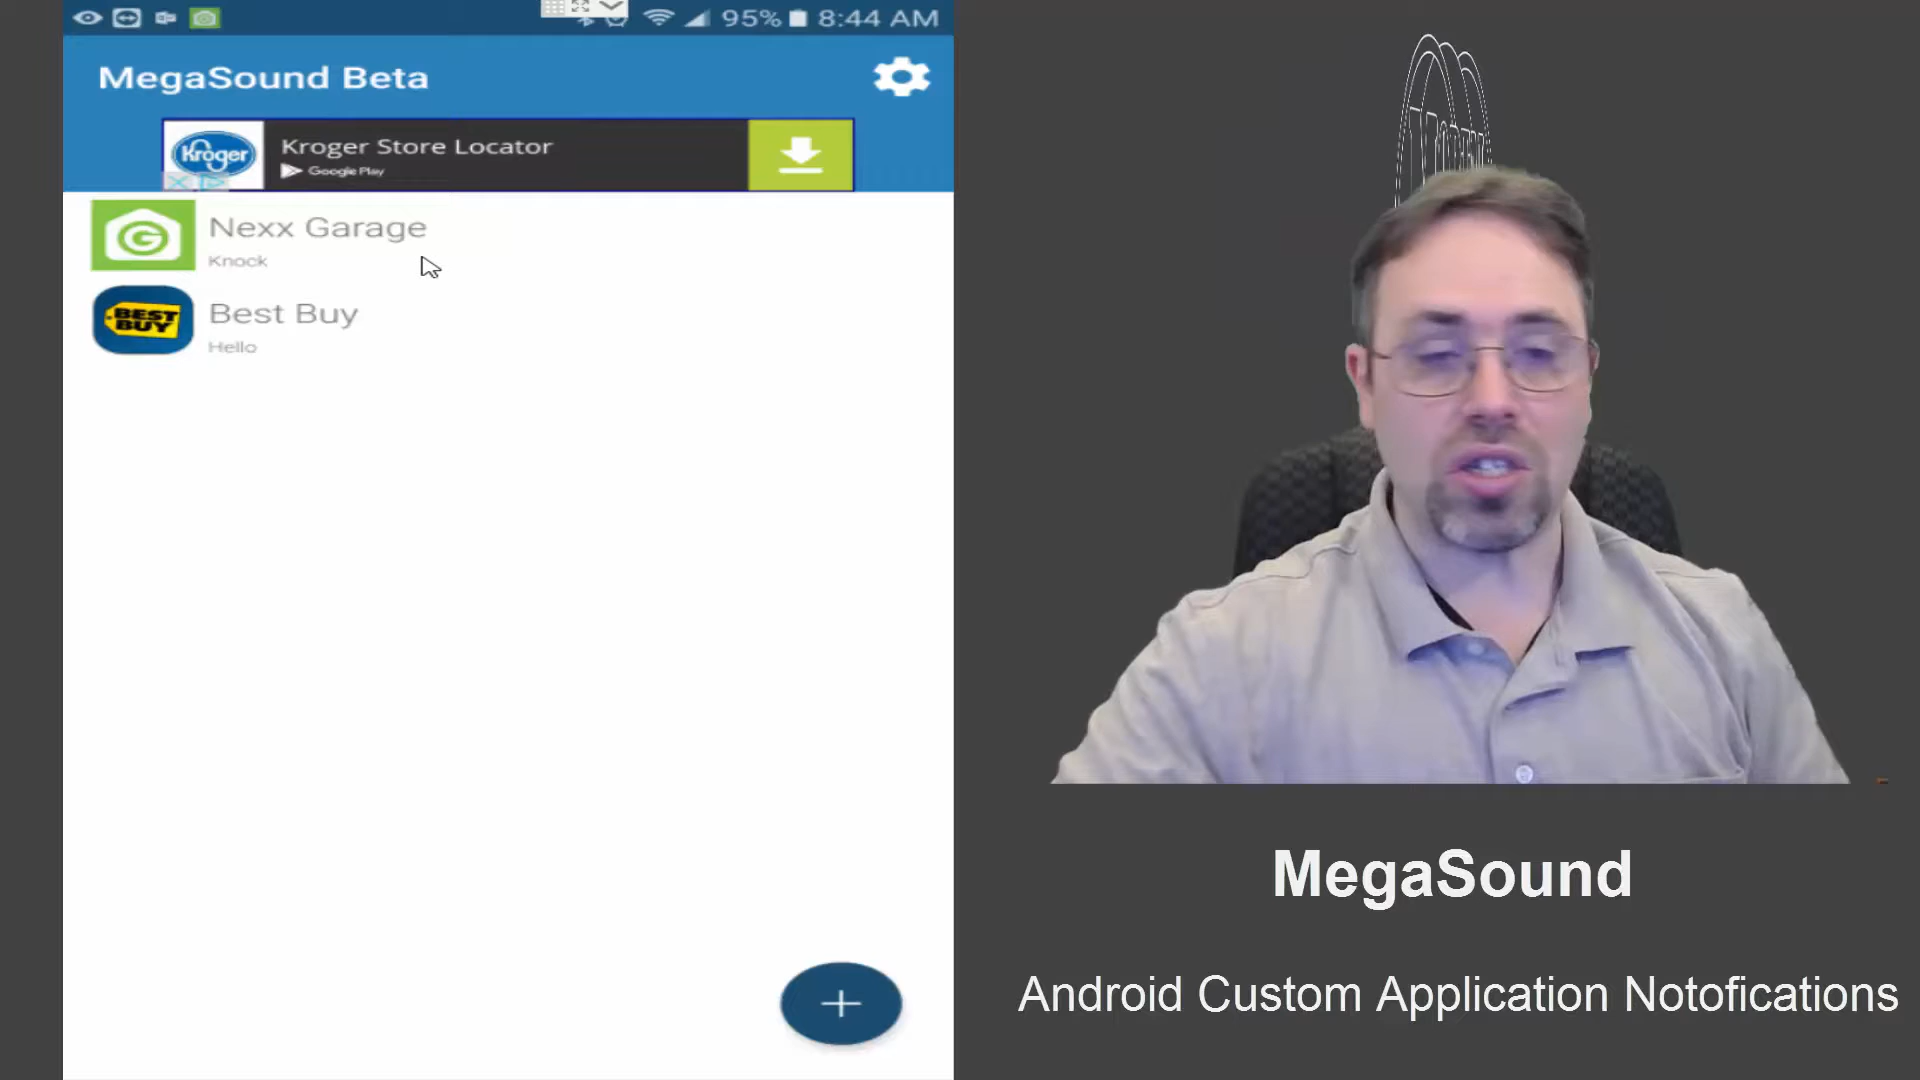 95% 8:44 AM
MegaSound Beta
Kroger
Kroger Store Locator
Google Play
G
Nexx Garage
Knock
BEST
BUY
Best Buy
Hello
MegaSound
Android Custom Application Notofications